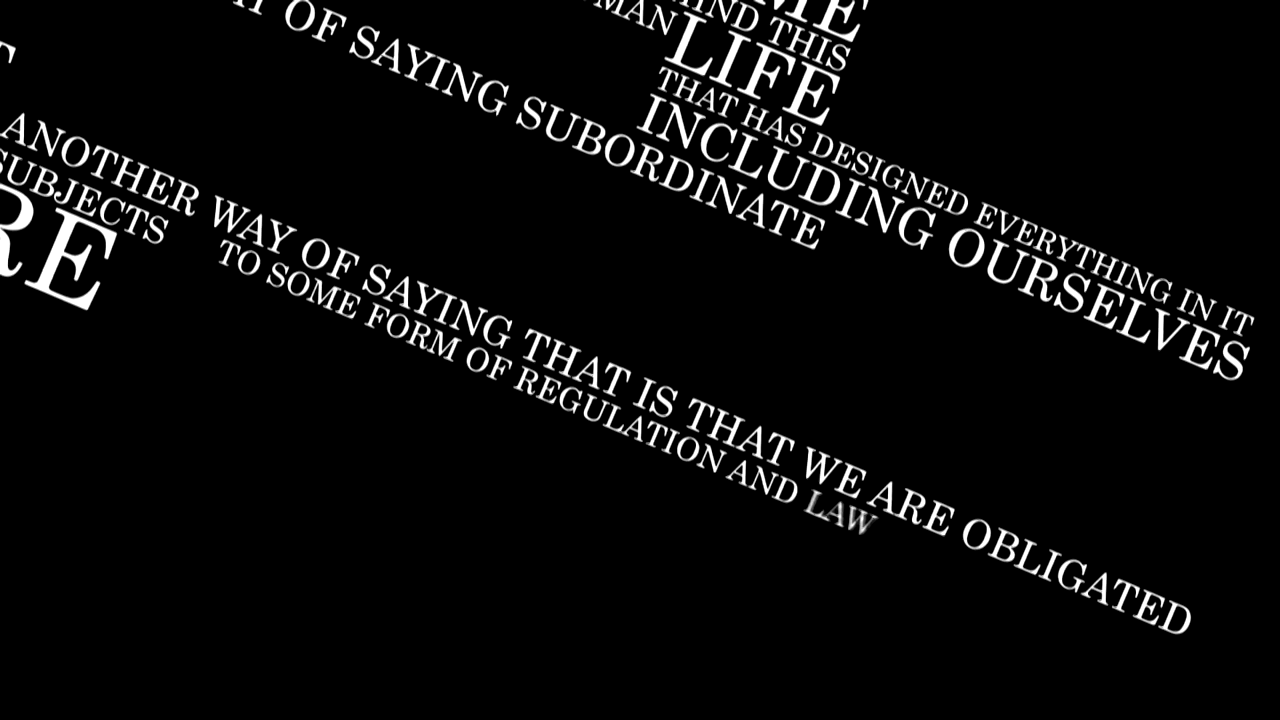 THIS
LIFE
THAT HAS DESIGNED EVERYTHING IN IT
INCLUDING OURSELVES
OF SAYING SUBORDINATE
ANOTHER WAY OF SAYING THAT IS THAT WE ARE OBLIGATED
SUBJECTS TO SOME FORM OF REGULATION AND LAW